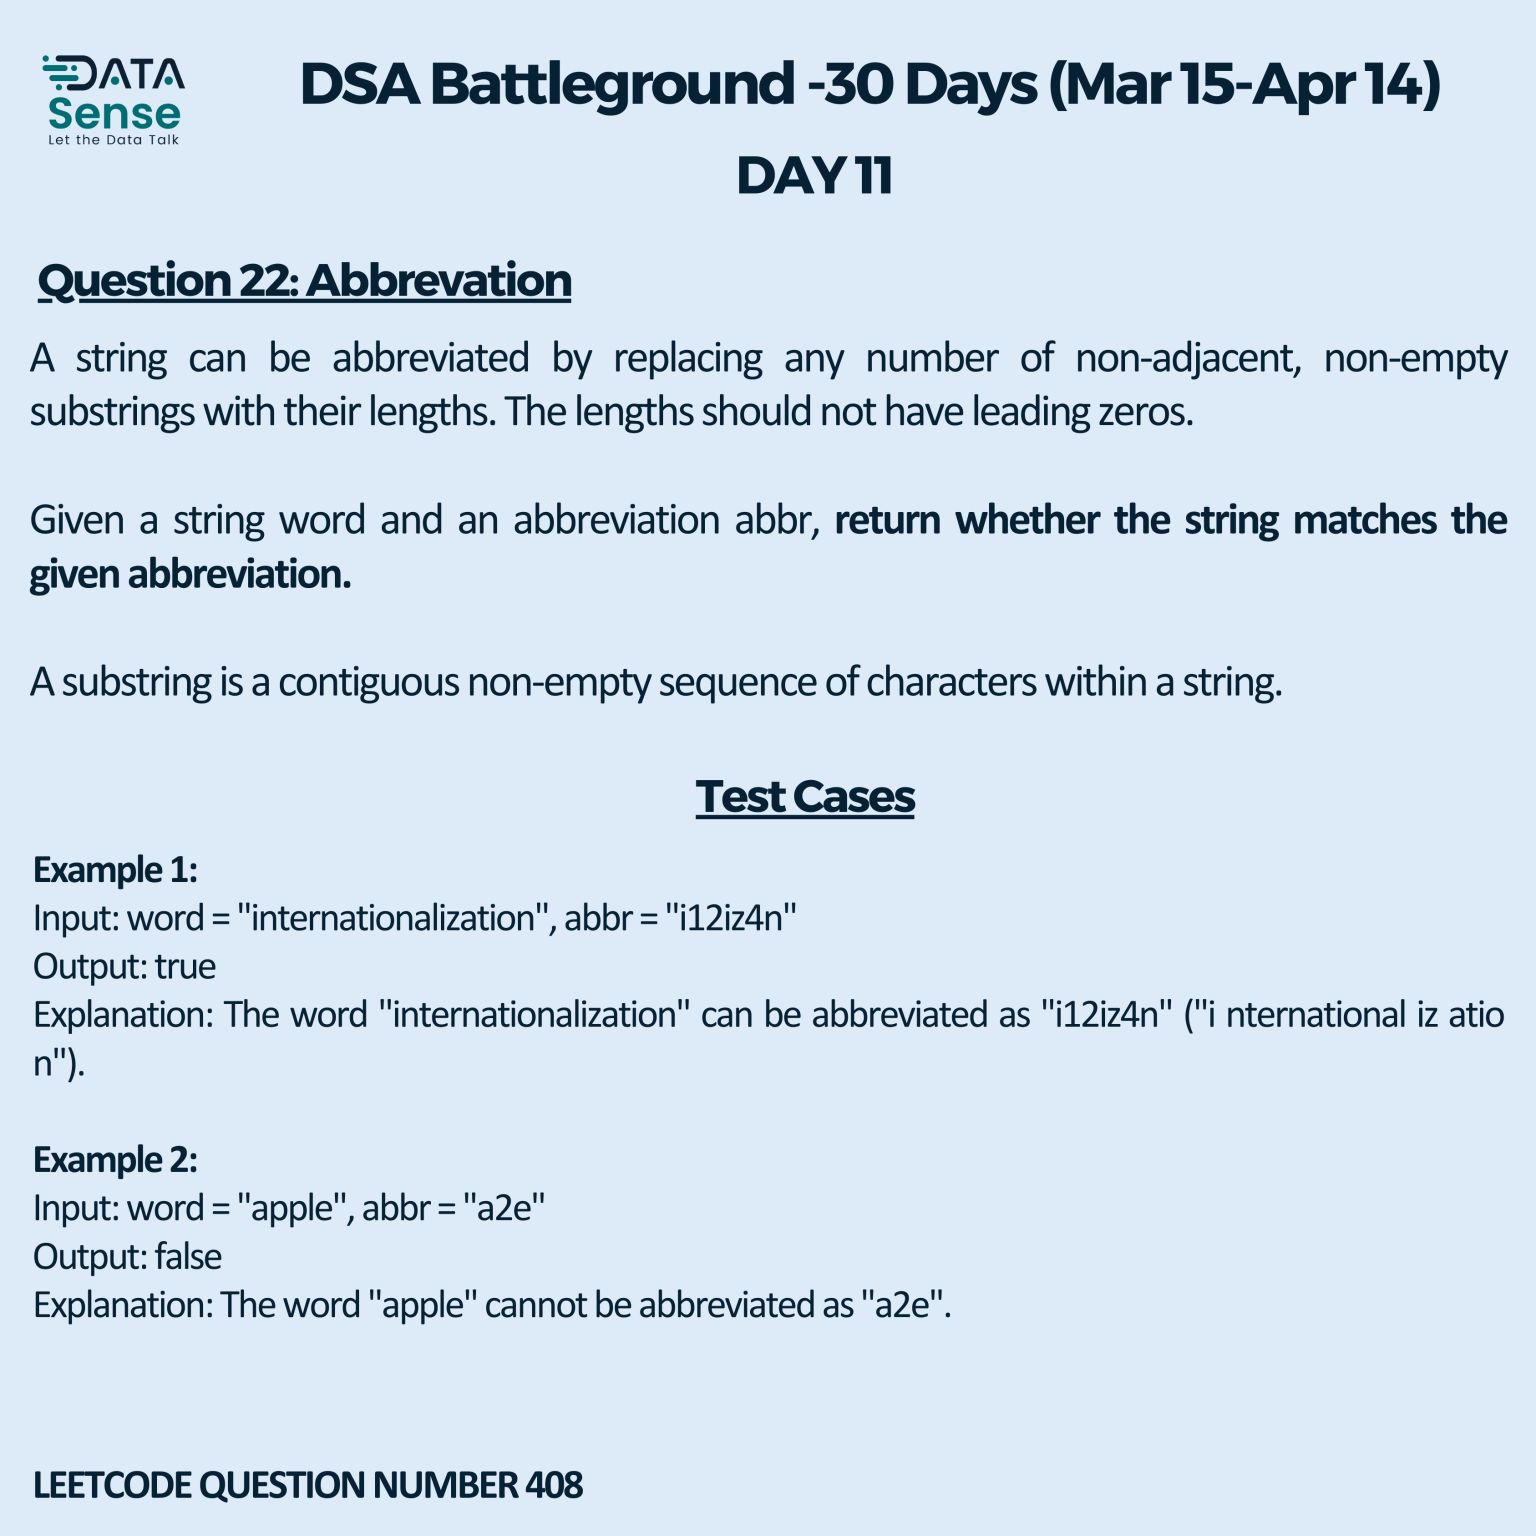 DATA
Sense
Let the Data Talk
DSA Battleground -30 Days (Mar 15-Apr 14)
DAY 11
Question 22: Abbrevation
A string can be abbreviated by replacing any number of non-adjacent, non-empty
substrings with their lengths. The lengths should not have leading zeros.
Given a string word and an abbreviation abbr, return whether the string matches the
given abbreviation.
A substring is a contiguous non-empty sequence of characters within a string.
Test Cases
Example 1:
Input: word = "internationalization", abbr = "i12iz4n"
Output: true
Explanation: The word "internationalization" can be abbreviated as "i12iz4n" ("i nternational iz atio
n").
Example 2:
Input: word = "apple", abbr = "a2e"
Output: false
Explanation: The word "apple" cannot be abbreviated as "a2e".
LEETCODE QUESTION NUMBER 408